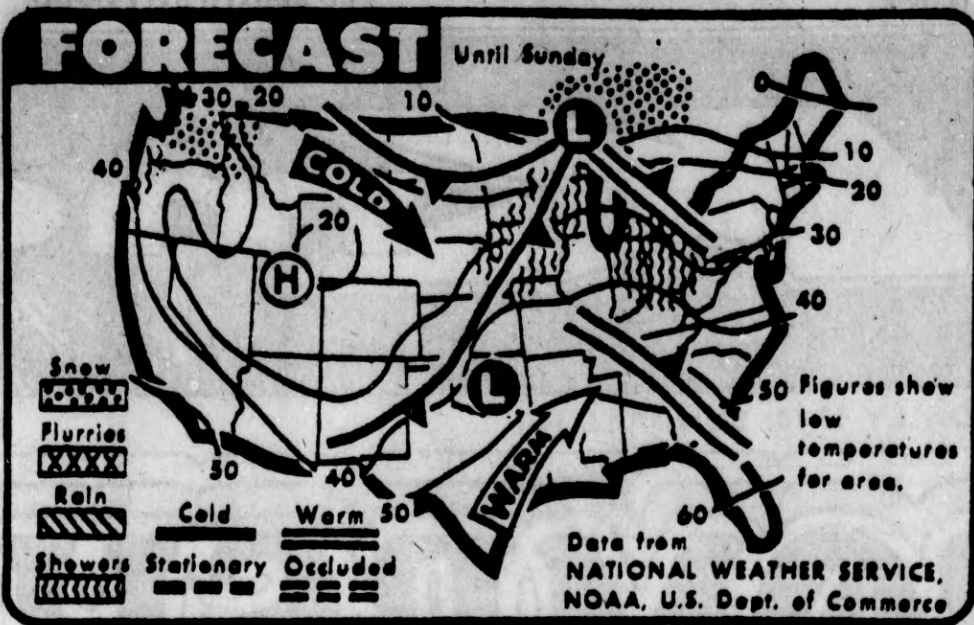 FORECAST
Until Sunday
30 20 10 0
L
40 10
COLD 20
20 30
H
40
L
Snow
50 Figures show
low
temperatures
for area.
Flurries
WARM
50 40
Rain
Cold Warm 50 60
Showers Stationary Occluded
Data from
NATIONAL WEATHER SERVICE,
NOAA, U.S. Dept. of Commerce